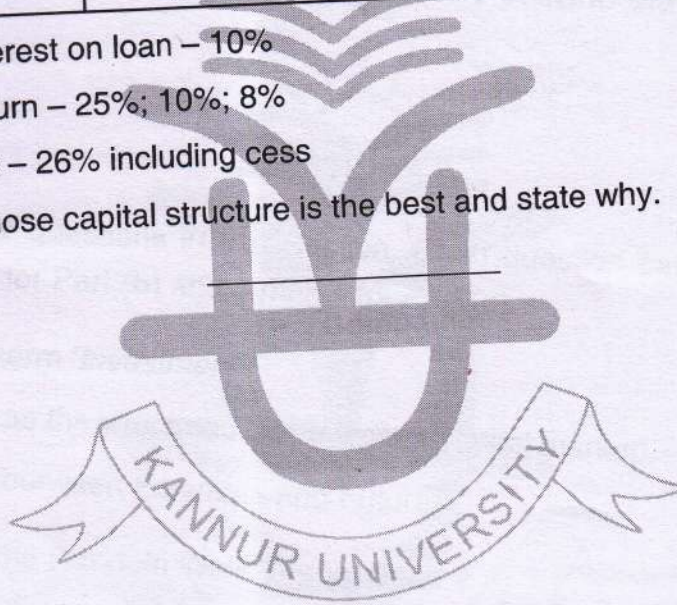 erest on loan – 10%
urn – 25%; 10%; 8%
– 26% including cess
ose capital structure is the best and state why.
KANNUR UNIVERSITY